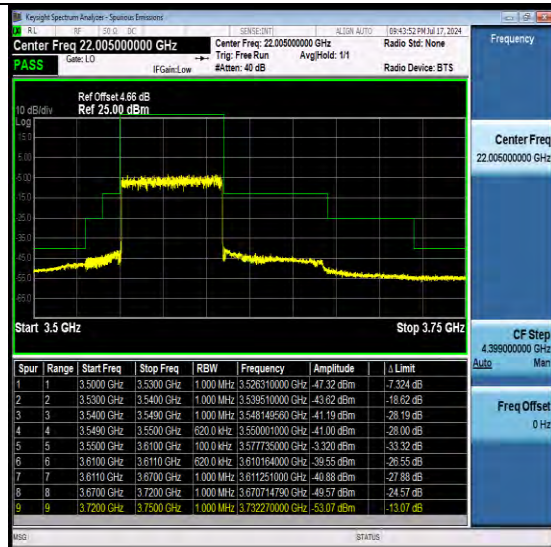 Keysight Spectrum Analyzer - Spurious Emissions
RL RF 50 Ω DC SENSE:INT ALIGN AUTO 09:43:52 PM Jul 17, 2024
Center Freq 22.005000000 GHz
Center Freq: 22.005000000 GHz
Radio Std: None
PASS
Gate: LO
Trig: Free Run
Avg|Hold: 1/1
IFGain:Low
#Atten: 40 dB
Radio Device: BTS
Frequency
Ref Offset 4.66 dB
10 dB/div Ref 25.00 dBm
Log
15.0
5.00
-5.00
-15.0
-25.0
-35.0
-45.0
-55.0
-65.0
Start 3.5 GHz Stop 3.75 GHz
Center Freq
22.005000000 GHz
CF Step
4.399000000 GHz
Auto Man
Freq Offset
0 Hz
Spur Range Start Freq Stop Freq RBW Frequency Amplitude Δ Limit
1 1 3.5000 GHz 3.5300 GHz 1.000 MHz 3.526310000 GHz -47.32 dBm -7.324 dB
2 2 3.5300 GHz 3.5400 GHz 1.000 MHz 3.539510000 GHz -43.62 dBm -18.62 dB
3 3 3.5400 GHz 3.5490 GHz 1.000 MHz 3.548149560 GHz -41.19 dBm -28.19 dB
4 4 3.5490 GHz 3.5500 GHz 620.0 kHz 3.550001000 GHz -41.00 dBm -28.00 dB
5 5 3.5500 GHz 3.6100 GHz 100.0 kHz 3.577735000 GHz -3.320 dBm -33.32 dB
6 6 3.6100 GHz 3.6110 GHz 620.0 kHz 3.610164000 GHz -39.55 dBm -26.55 dB
7 7 3.6110 GHz 3.6700 GHz 1.000 MHz 3.611251000 GHz -40.88 dBm -27.88 dB
8 8 3.6700 GHz 3.7200 GHz 1.000 MHz 3.670714790 GHz -49.57 dBm -24.57 dB
9 9 3.7200 GHz 3.7500 GHz 1.000 MHz 3.732270000 GHz -53.07 dBm -13.07 dB
MSG STATUS